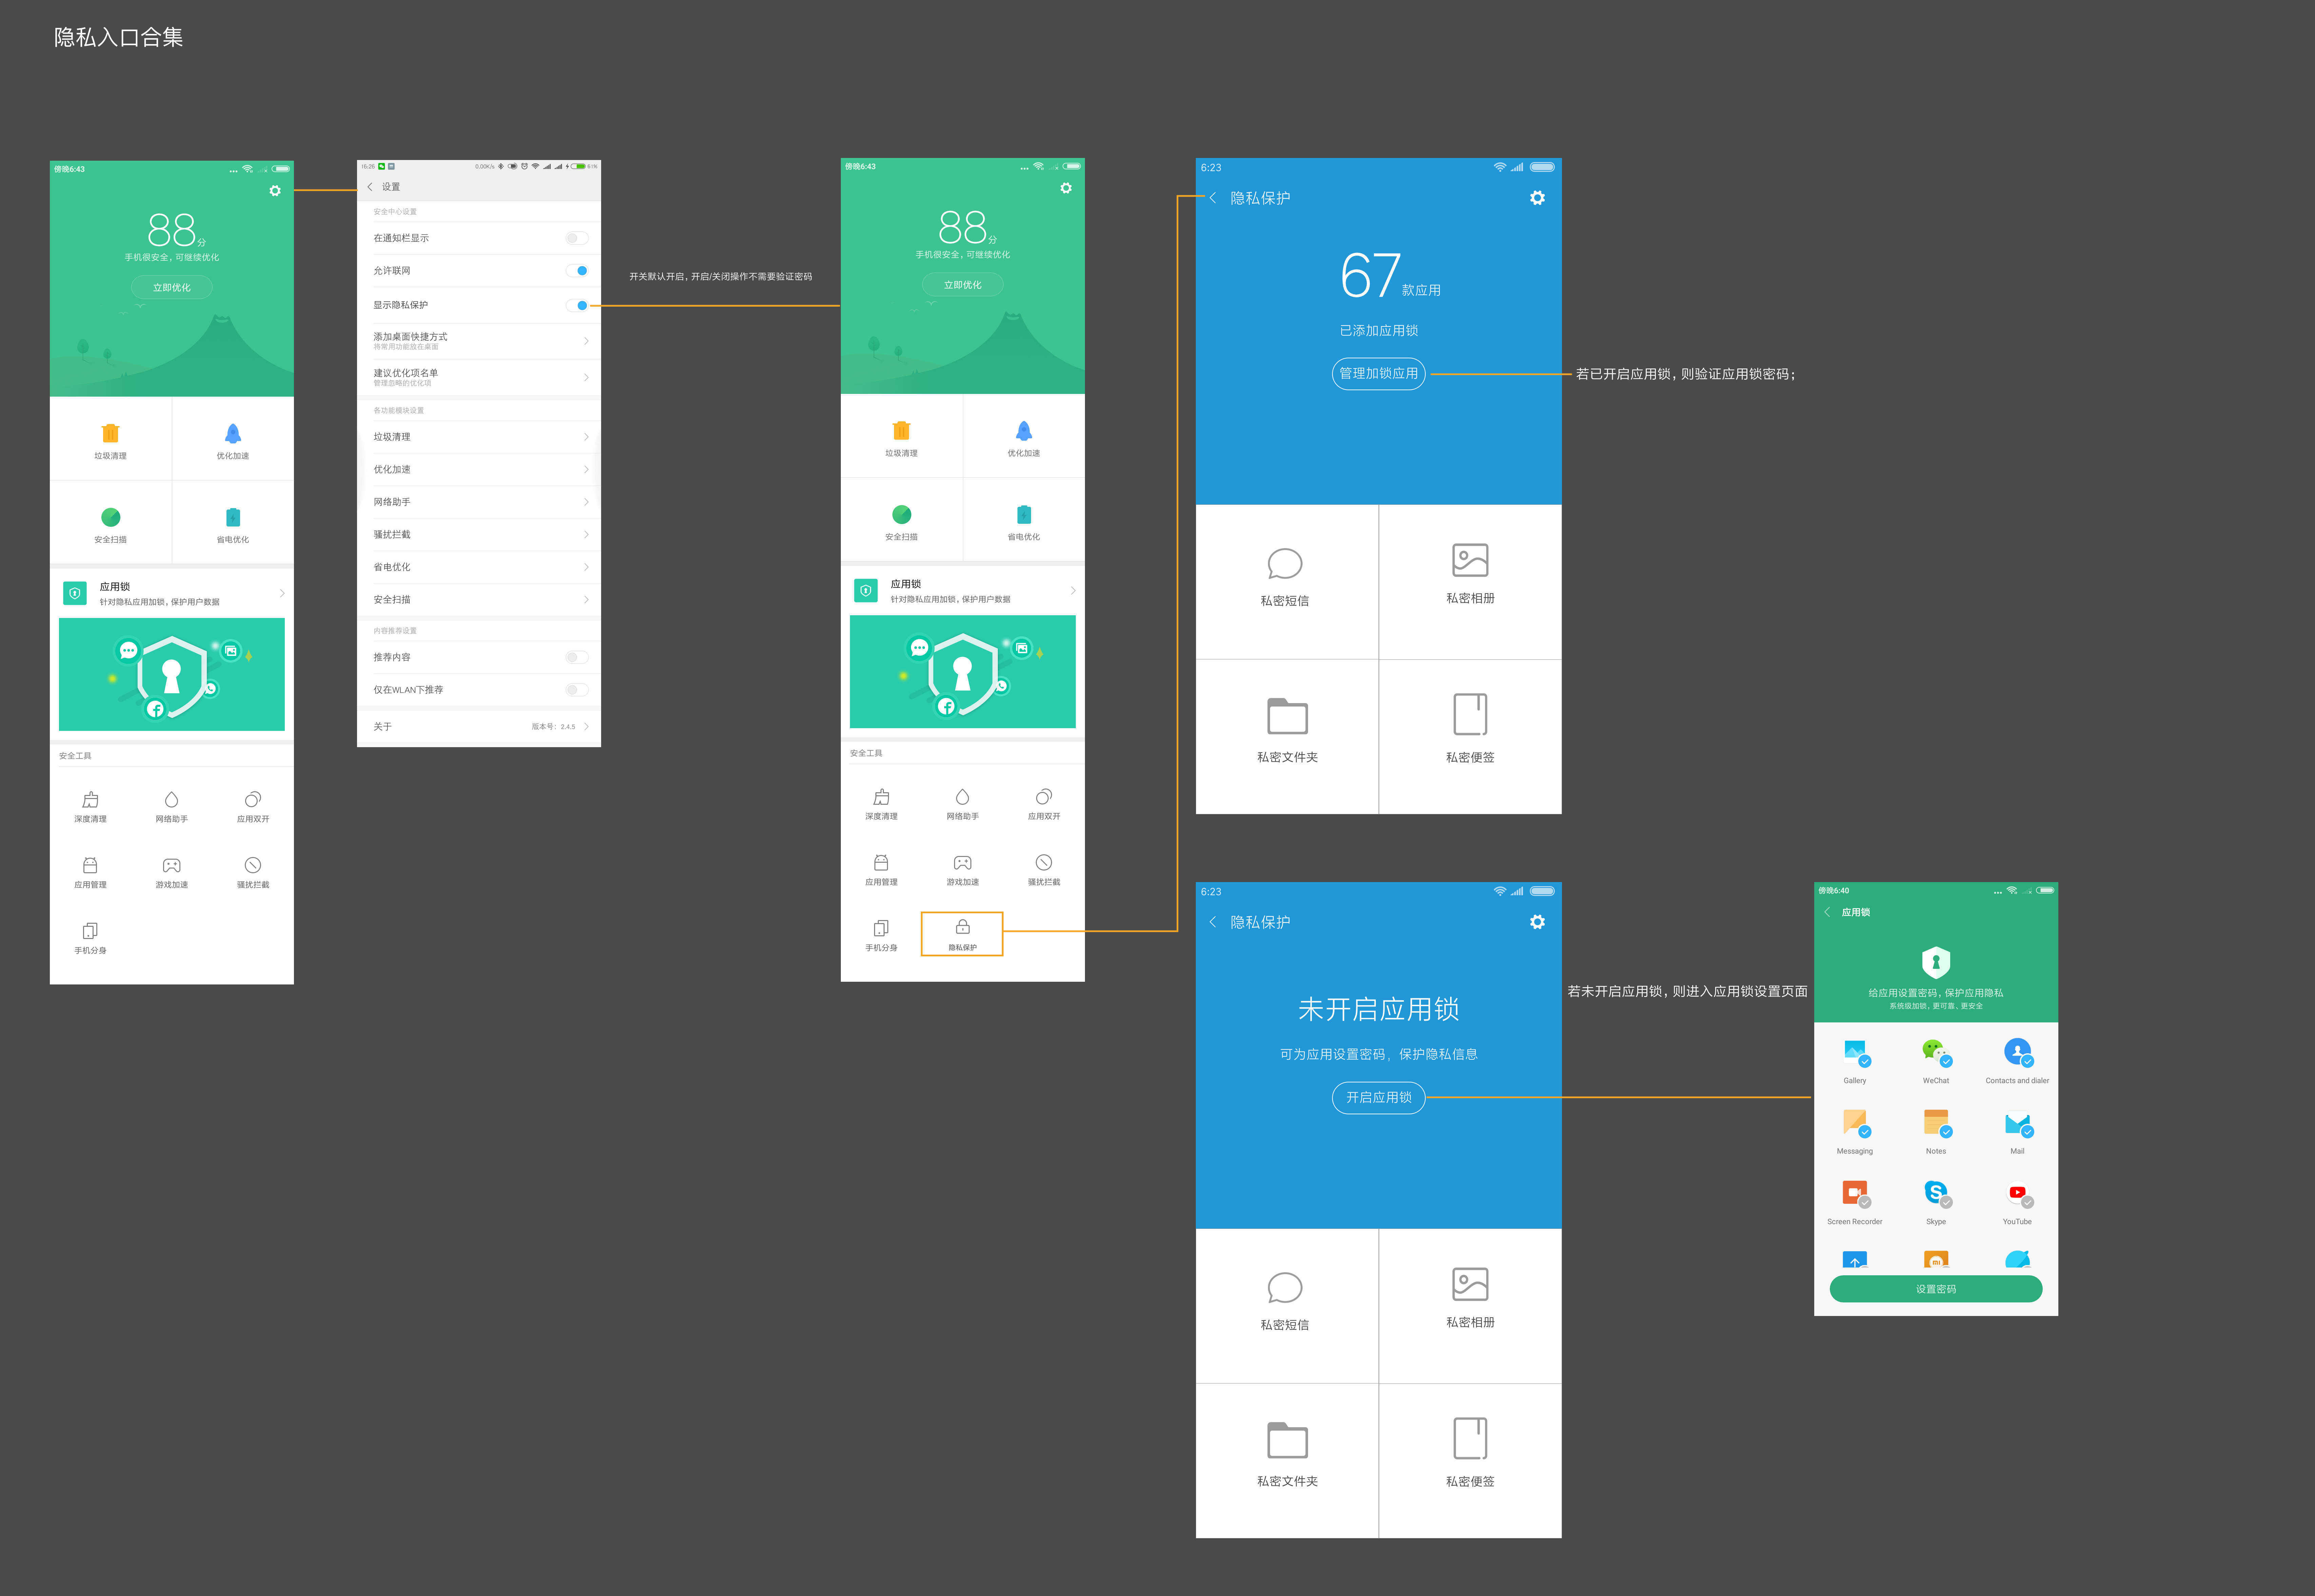 隐私入口合集
傍晚6:43
88分
手机很安全，可继续优化
立即优化
垃圾清理
优化加速
安全扫描
省电优化
应用锁
针对隐私应用加锁，保护用户数据
安全工具
深度清理
网络助手
应用双开
应用管理
游戏加速
骚扰拦截
手机分身
16:26
0.00K/s
61%
设置
安全中心设置
在通知栏显示
允许联网
显示隐私保护
添加桌面快捷方式
将常用功能放在桌面
建议优化项名单
管理忽略的优化项
各功能模块设置
垃圾清理
优化加速
网络助手
骚扰拦截
省电优化
安全扫描
内容推荐设置
推荐内容
仅在WLAN下推荐
关于
版本号：2.4.5
开关默认开启，开启/关闭操作不需要验证密码
傍晚6:43
88分
手机很安全，可继续优化
立即优化
垃圾清理
优化加速
安全扫描
省电优化
应用锁
针对隐私应用加锁，保护用户数据
安全工具
深度清理
网络助手
应用双开
应用管理
游戏加速
骚扰拦截
手机分身
隐私保护
6:23
隐私保护
67款应用
已添加应用锁
管理加锁应用
若已开启应用锁，则验证应用锁密码；
私密短信
私密相册
私密文件夹
私密便签
6:23
隐私保护
未开启应用锁
可为应用设置密码，保护隐私信息
开启应用锁
若未开启应用锁，则进入应用锁设置页面
私密短信
私密相册
私密文件夹
私密便签
傍晚6:40
应用锁
给应用设置密码，保护应用隐私
系统级加锁，更可靠、更安全
Gallery
WeChat
Contacts and dialer
Messaging
Notes
Mail
Screen Recorder
Skype
YouTube
mi
设置密码